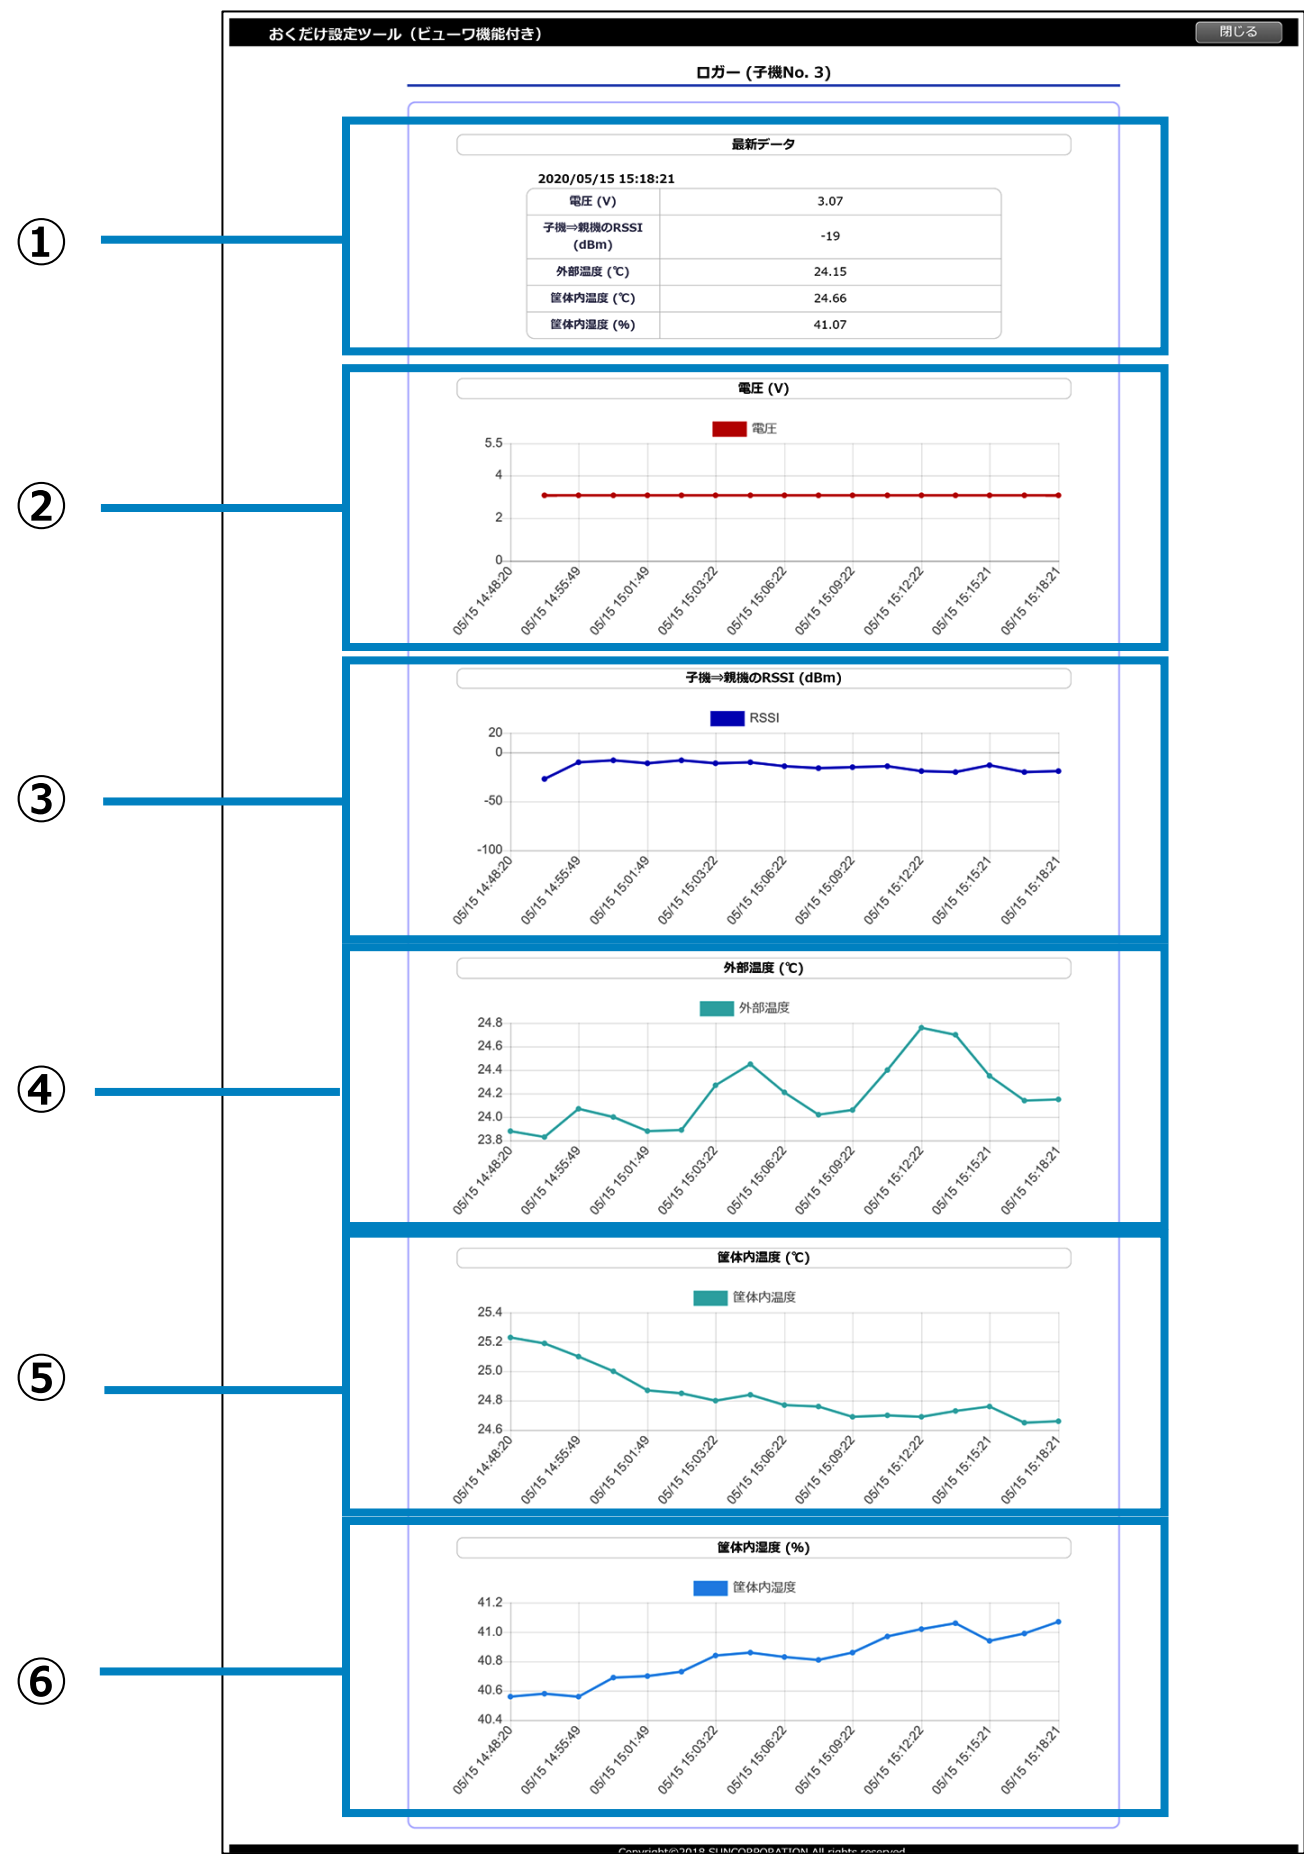 おくだけ設定ツール（ビューワ機能付き）
閉じる
ロガー (子機No. 3)
①
最新データ
2020/05/15 15:18:21
電圧 (V) 3.07
子機⇒親機のRSSI (dBm) -19
外部温度 (℃) 24.15
筐体内温度 (℃) 24.66
筐体内湿度 (%) 41.07
②
電圧 (V)
電圧
5.5
4
2
0
05/15 14:48:20 05/15 14:55:49 05/15 15:01:49 05/15 15:03:22 05/15 15:06:22 05/15 15:09:22 05/15 15:12:22 05/15 15:15:21 05/15 15:18:21
③
子機⇒親機のRSSI (dBm)
RSSI
20
0
-50
-100
05/15 14:48:20 05/15 14:55:49 05/15 15:01:49 05/15 15:03:22 05/15 15:06:22 05/15 15:09:22 05/15 15:12:22 05/15 15:15:21 05/15 15:18:21
④
外部温度 (℃)
外部温度
24.8
24.6
24.4
24.2
24.0
23.8
05/15 14:48:20 05/15 14:55:49 05/15 15:01:49 05/15 15:03:22 05/15 15:06:22 05/15 15:09:22 05/15 15:12:22 05/15 15:15:21 05/15 15:18:21
⑤
筐体内温度 (℃)
筐体内温度
25.4
25.2
25.0
24.8
24.6
05/15 14:48:20 05/15 14:55:49 05/15 15:01:49 05/15 15:03:22 05/15 15:06:22 05/15 15:09:22 05/15 15:12:22 05/15 15:15:21 05/15 15:18:21
⑥
筐体内湿度 (%)
筐体内湿度
41.2
41.0
40.8
40.6
40.4
05/15 14:48:20 05/15 14:55:49 05/15 15:01:49 05/15 15:03:22 05/15 15:06:22 05/15 15:09:22 05/15 15:12:22 05/15 15:15:21 05/15 15:18:21
Copyright©2018 SUNCORPORATION All rights reserved